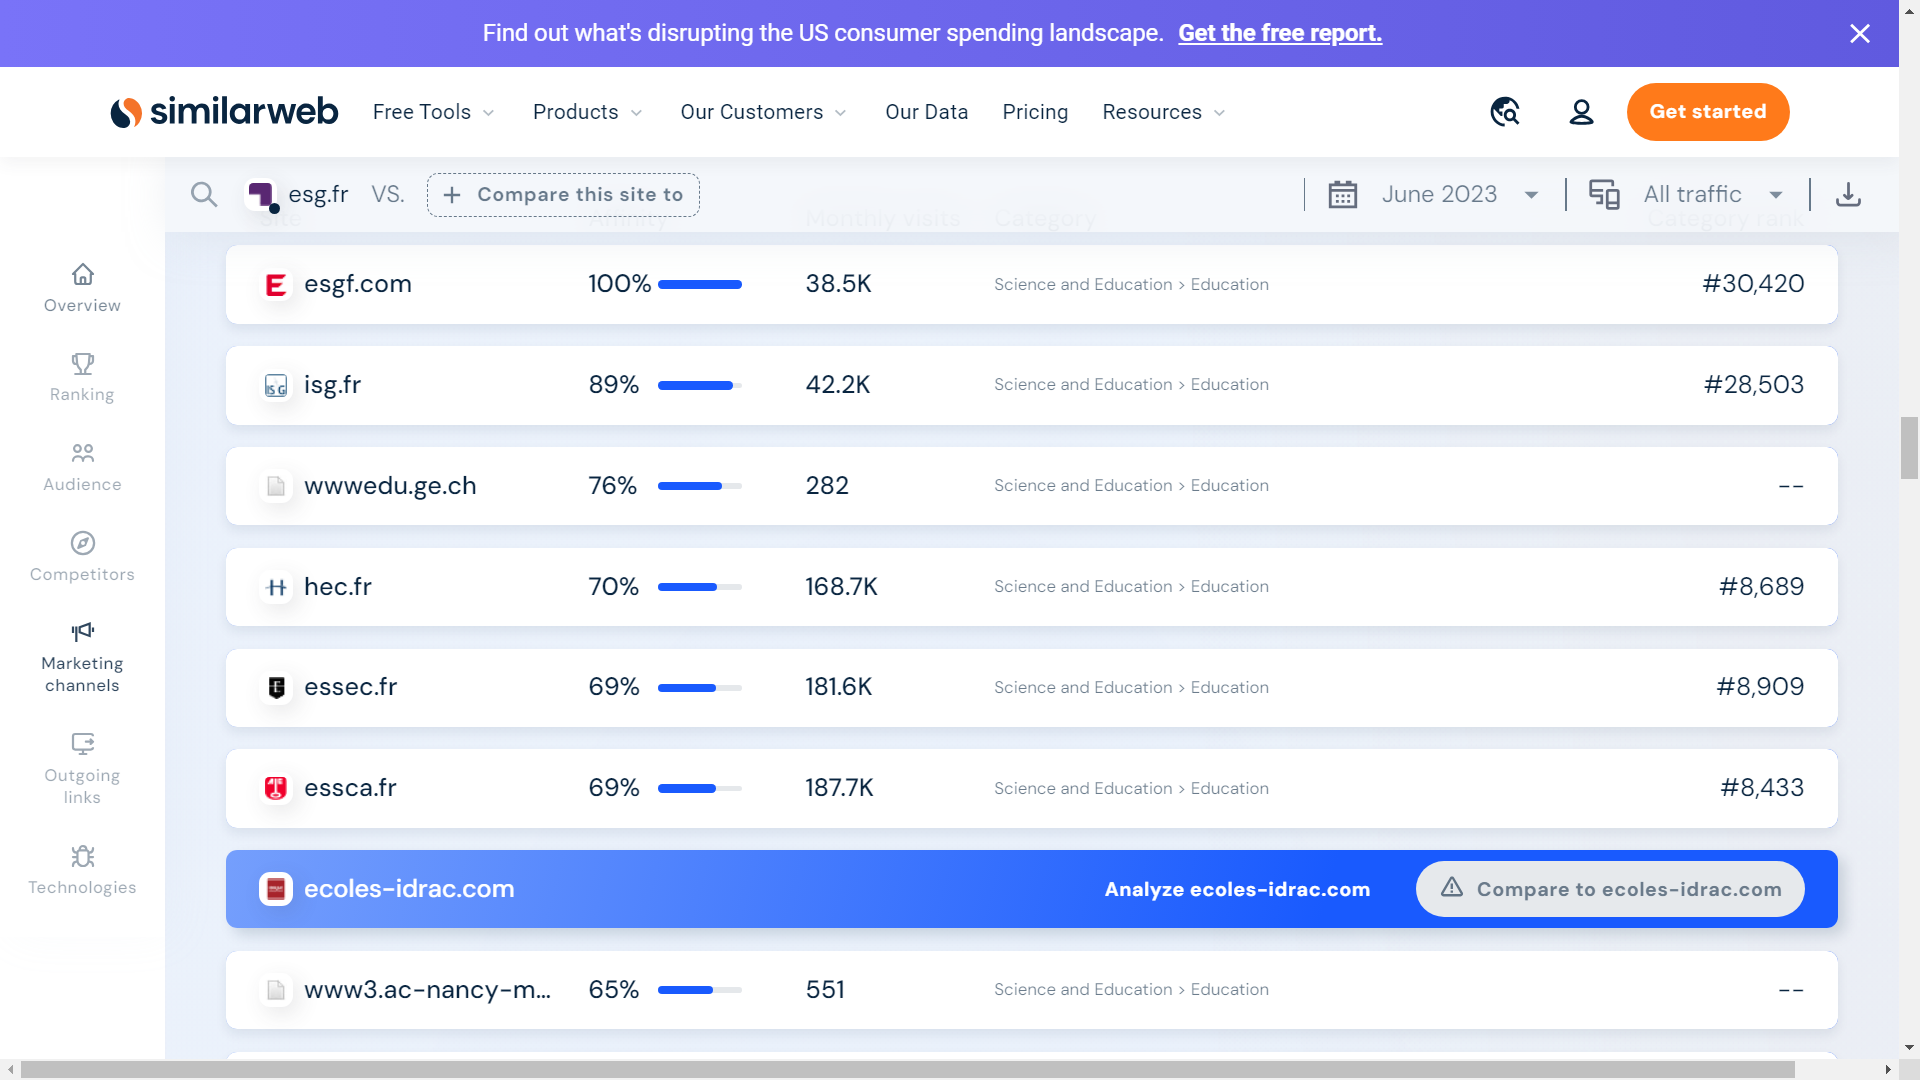 Find out what's disrupting the US consumer spending landscape. Get the free report.
similarweb Free Tools Products Our Customers Our Data Pricing Resources Get started
esg.fr VS. + Compare this site to June 2023 All traffic
Site Affinity Monthly visits Category Category rank
Overview
Ranking
Audience
Competitors
Marketing
channels
Outgoing
links
Technologies
esgf.com 100% 38.5K Science and Education > Education #30,420
isg.fr 89% 42.2K Science and Education > Education #28,503
wwwedu.ge.ch 76% 282 Science and Education > Education --
hec.fr 70% 168.7K Science and Education > Education #8,689
essec.fr 69% 181.6K Science and Education > Education #8,909
essca.fr 69% 187.7K Science and Education > Education #8,433
ecoles-idrac.com Analyze ecoles-idrac.com Compare to ecoles-idrac.com
www3.ac-nancy-m... 65% 551 Science and Education > Education --